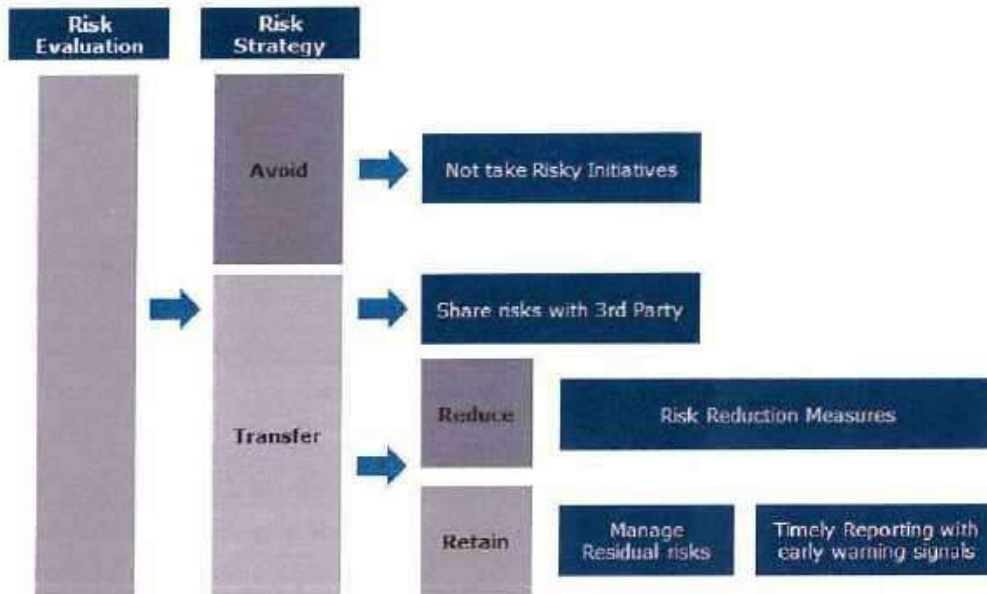 Risk
Evaluation
Risk
Strategy
Avoid
Not take Risky Initiatives
Share risks with 3rd Party
Transfer
Reduce
Risk Reduction Measures
Retain
Manage
Residual risks
Timely Reporting with
early warning signals